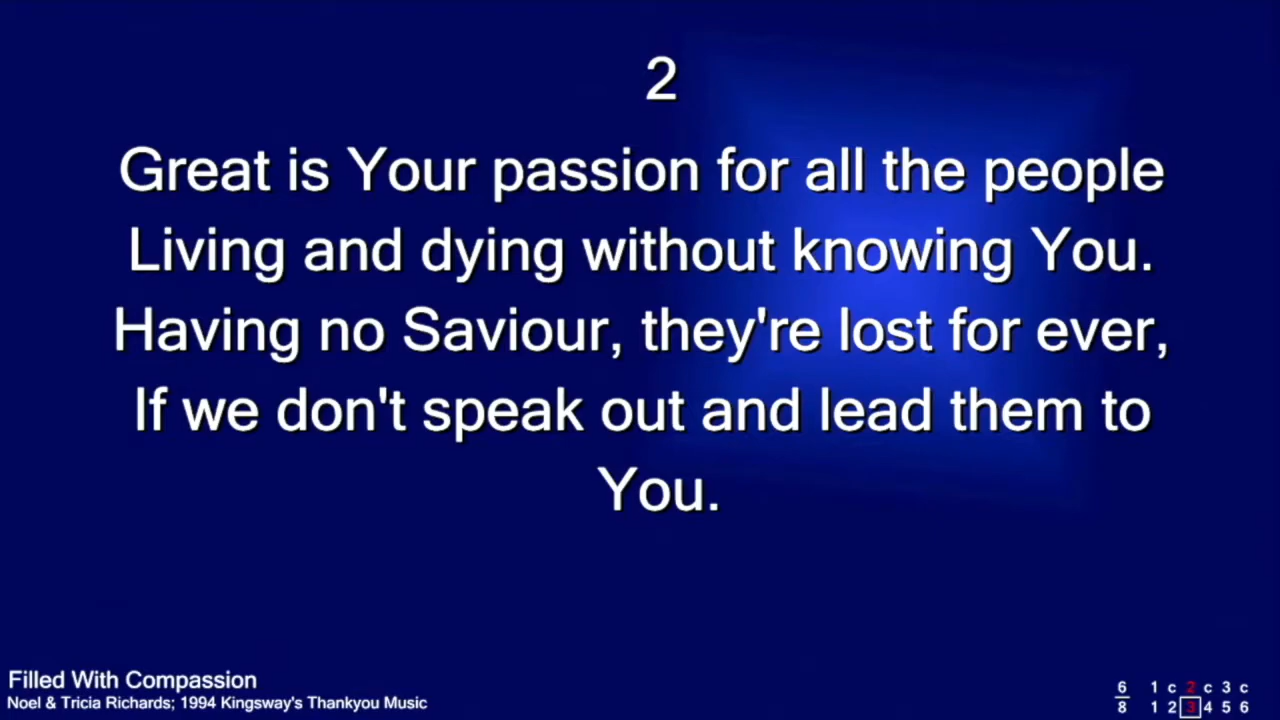 2
Great is Your passion for all the people
Living and dying without knowing You.
Having no Saviour, they're lost for ever,
If we don't speak out and lead them to
You.
Filled With Compassion
Noel & Tricia Richards; 1994 Kingsway's Thankyou Music
6 1 c 2 c 3 c
8 1 2 3 4 5 6